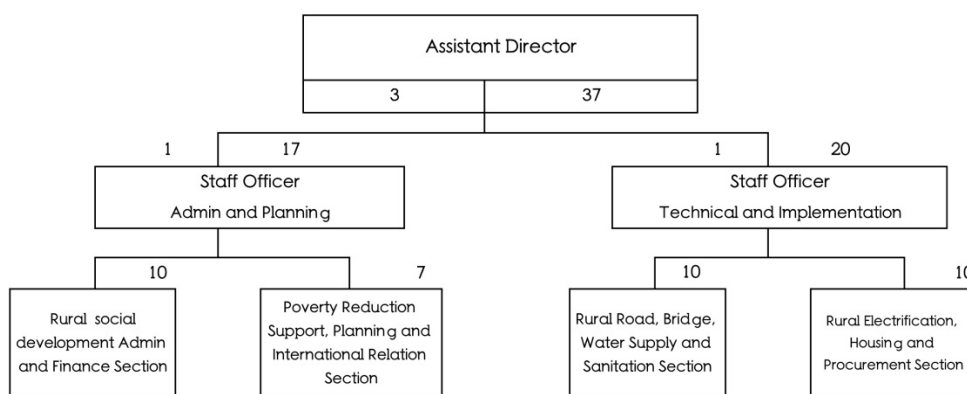 Assistant Director
3 37
1 17
Staff Officer
Admin and Planning
1 20
Staff Officer
Technical and Implementation
10
Rural social
development Admin
and Finance Section
7
Poverty Reduction
Support, Planning and
International Relation
Section
10
Rural Road, Bridge,
Water Supply and
Sanitation Section
10
Rural Electrification,
Housing and
Procurement Section